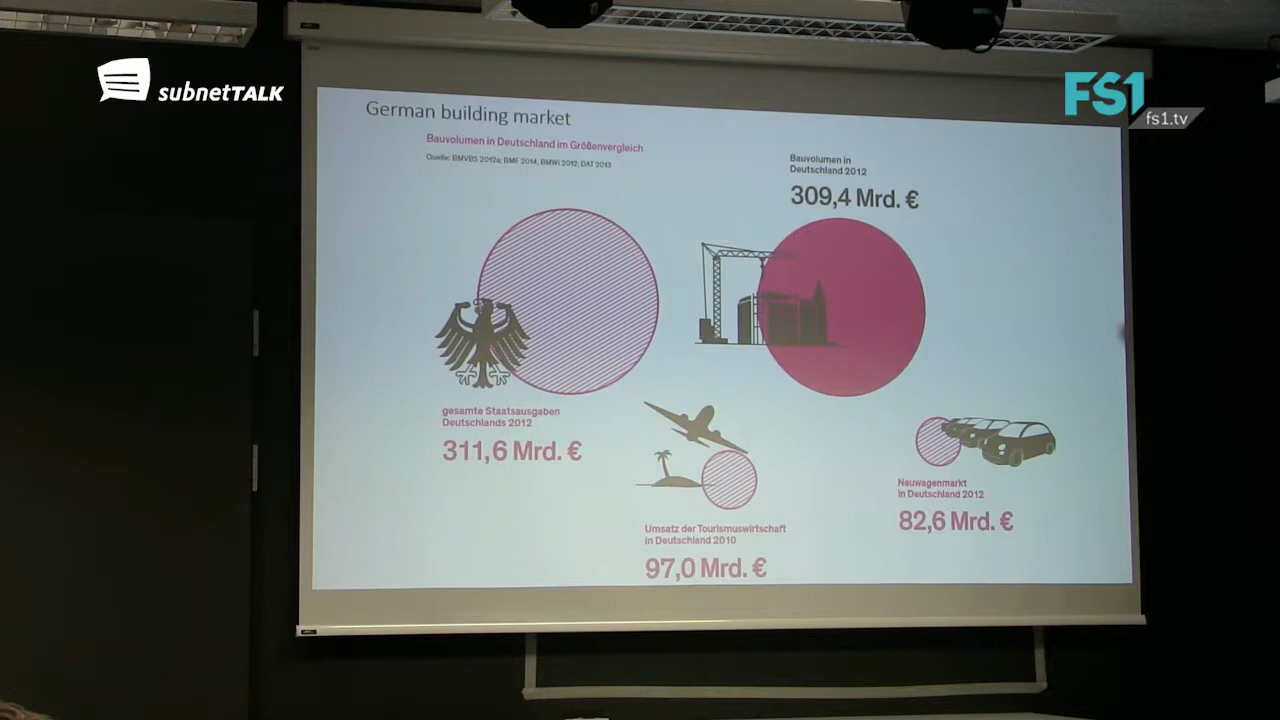 subnetTALK
FS1
fs1.tv
German building market
Bauvolumen in Deutschland im Größenvergleich
Quelle: BMVBS 2012a; BMF 2014; BMWi 2012; DAT 2013
Bauvolumen in
Deutschland 2012
309,4 Mrd. €
gesamte Staatsausgaben
Deutschlands 2012
311,6 Mrd. €
Neuwagenmarkt
in Deutschland 2012
82,6 Mrd. €
Umsatz der Tourismuswirtschaft
in Deutschland 2010
97,0 Mrd. €